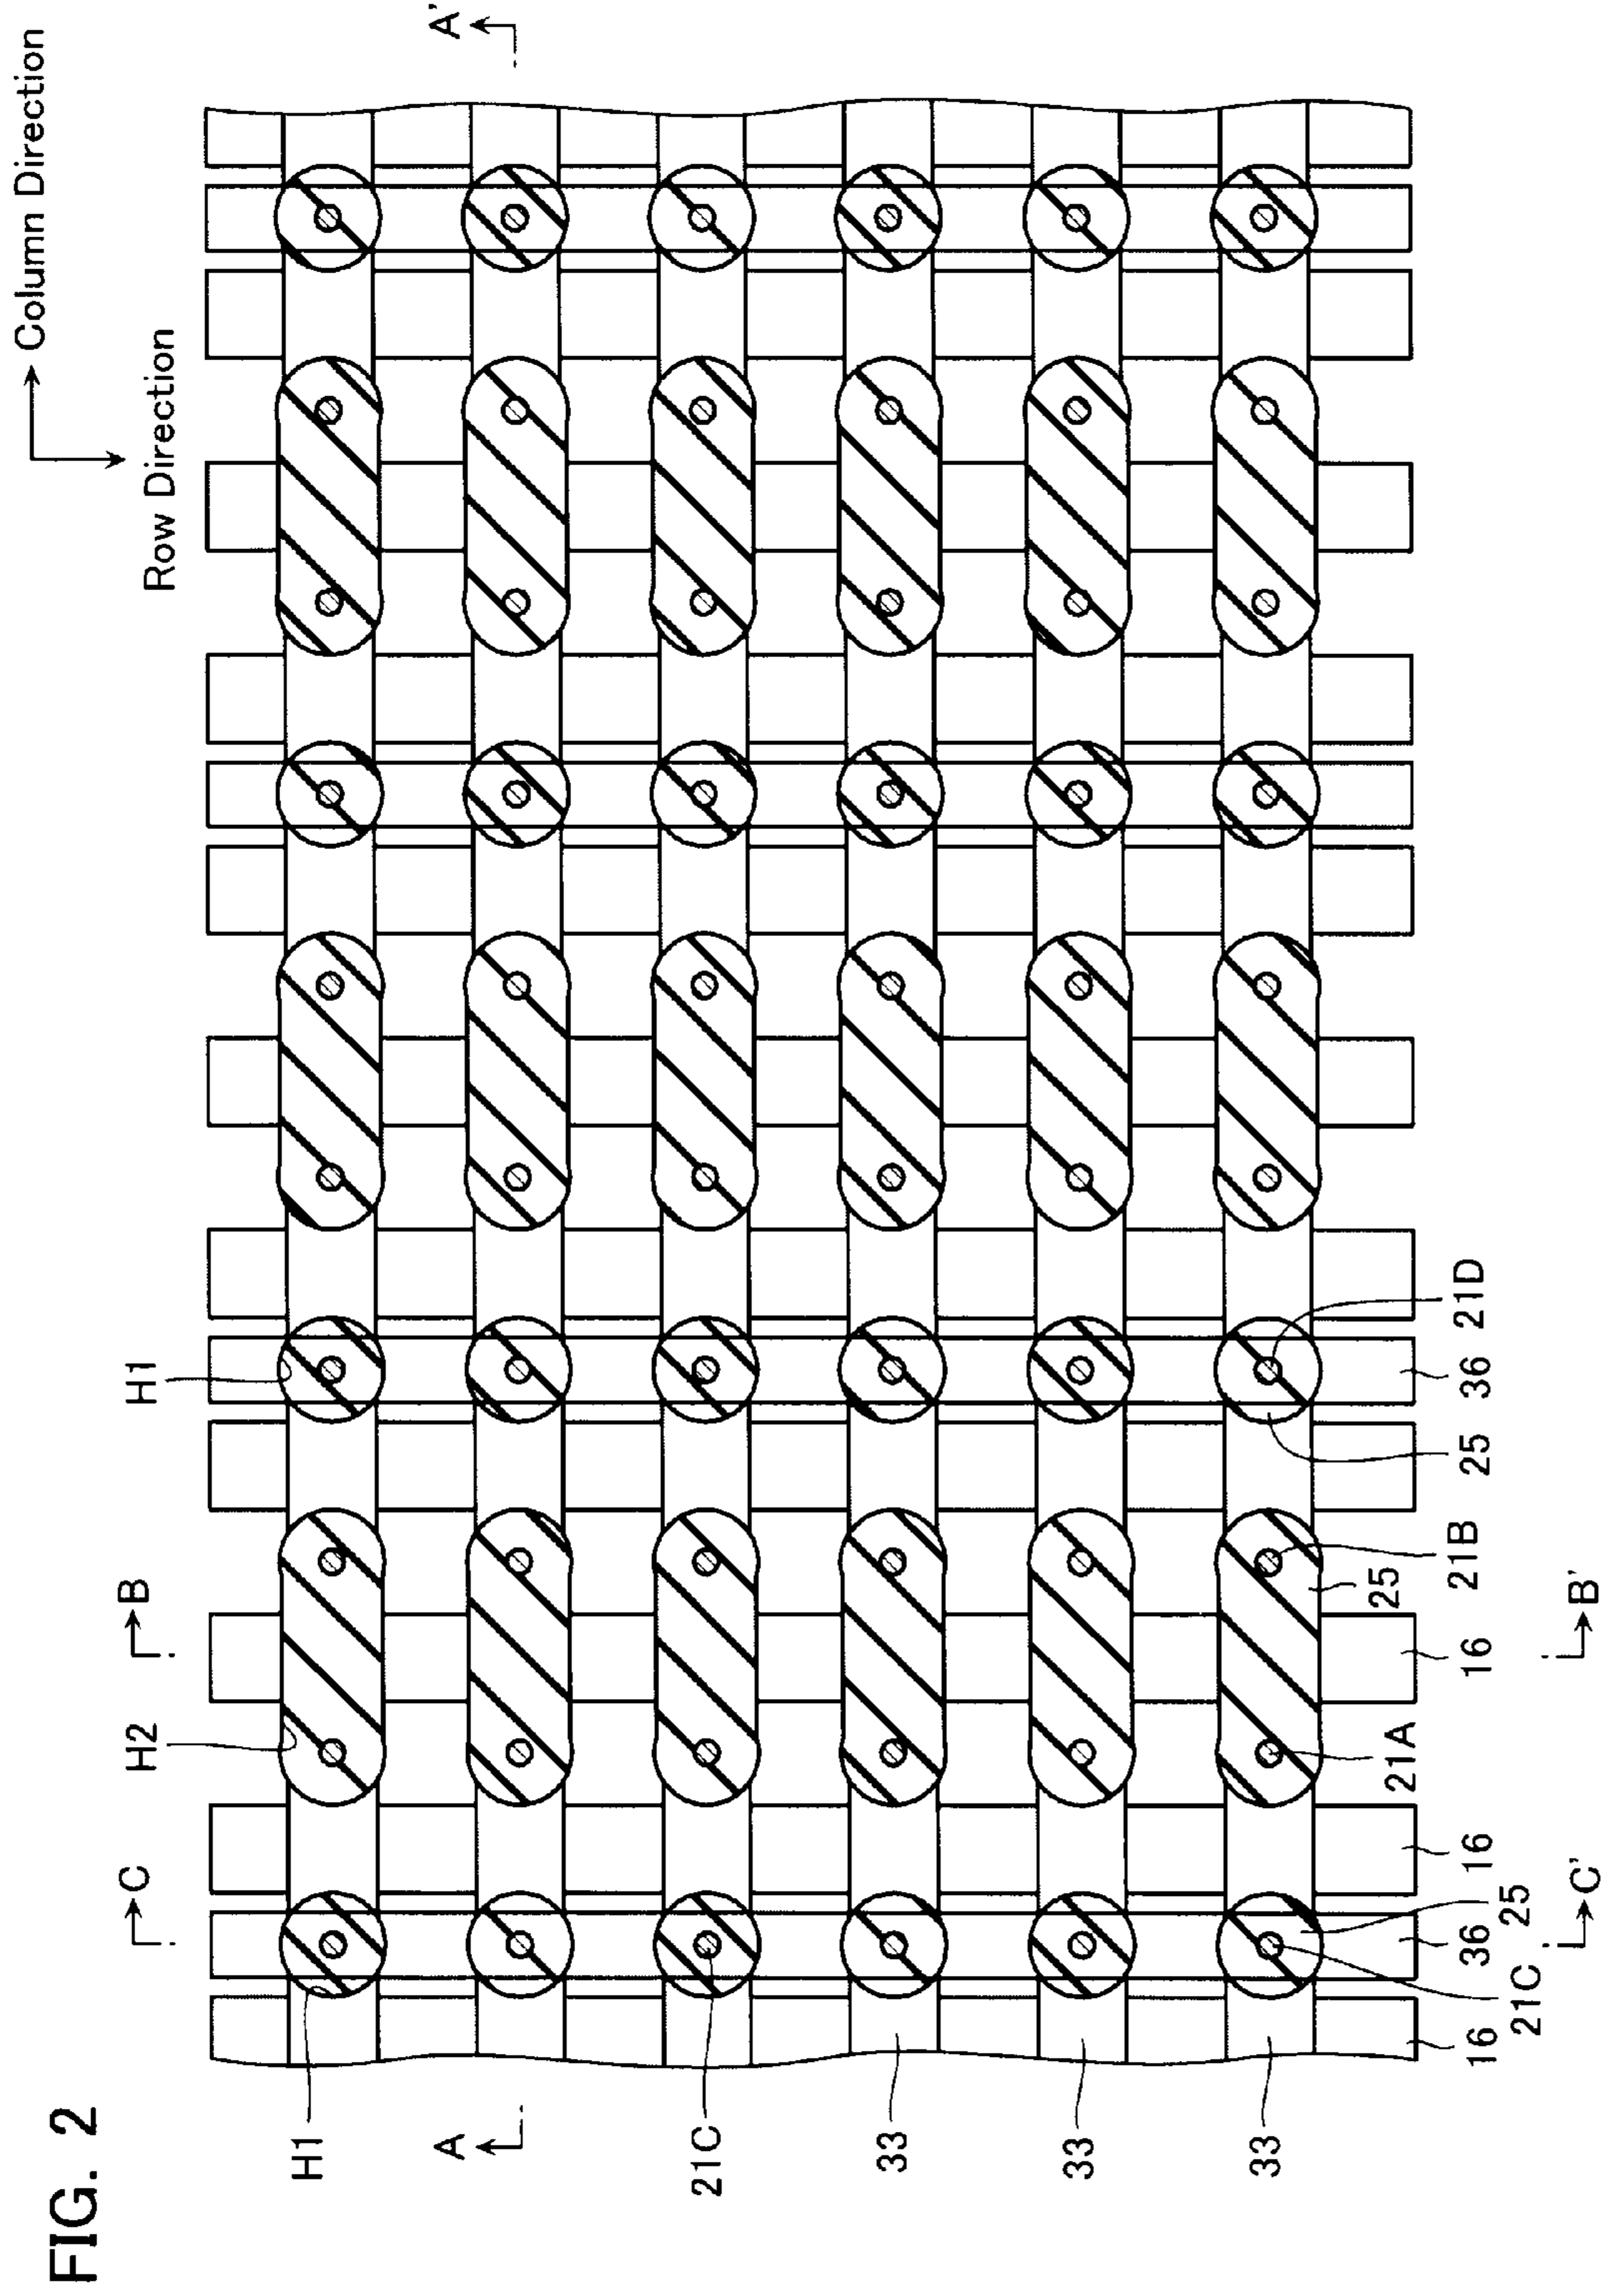 FIG. 2
Column Direction
Row Direction
A
A'
H1
C
H2
B
H1
21C
33
33
33
16
21C
36
25
C'
16
21A
16
25
B'
21B
25
36
21D